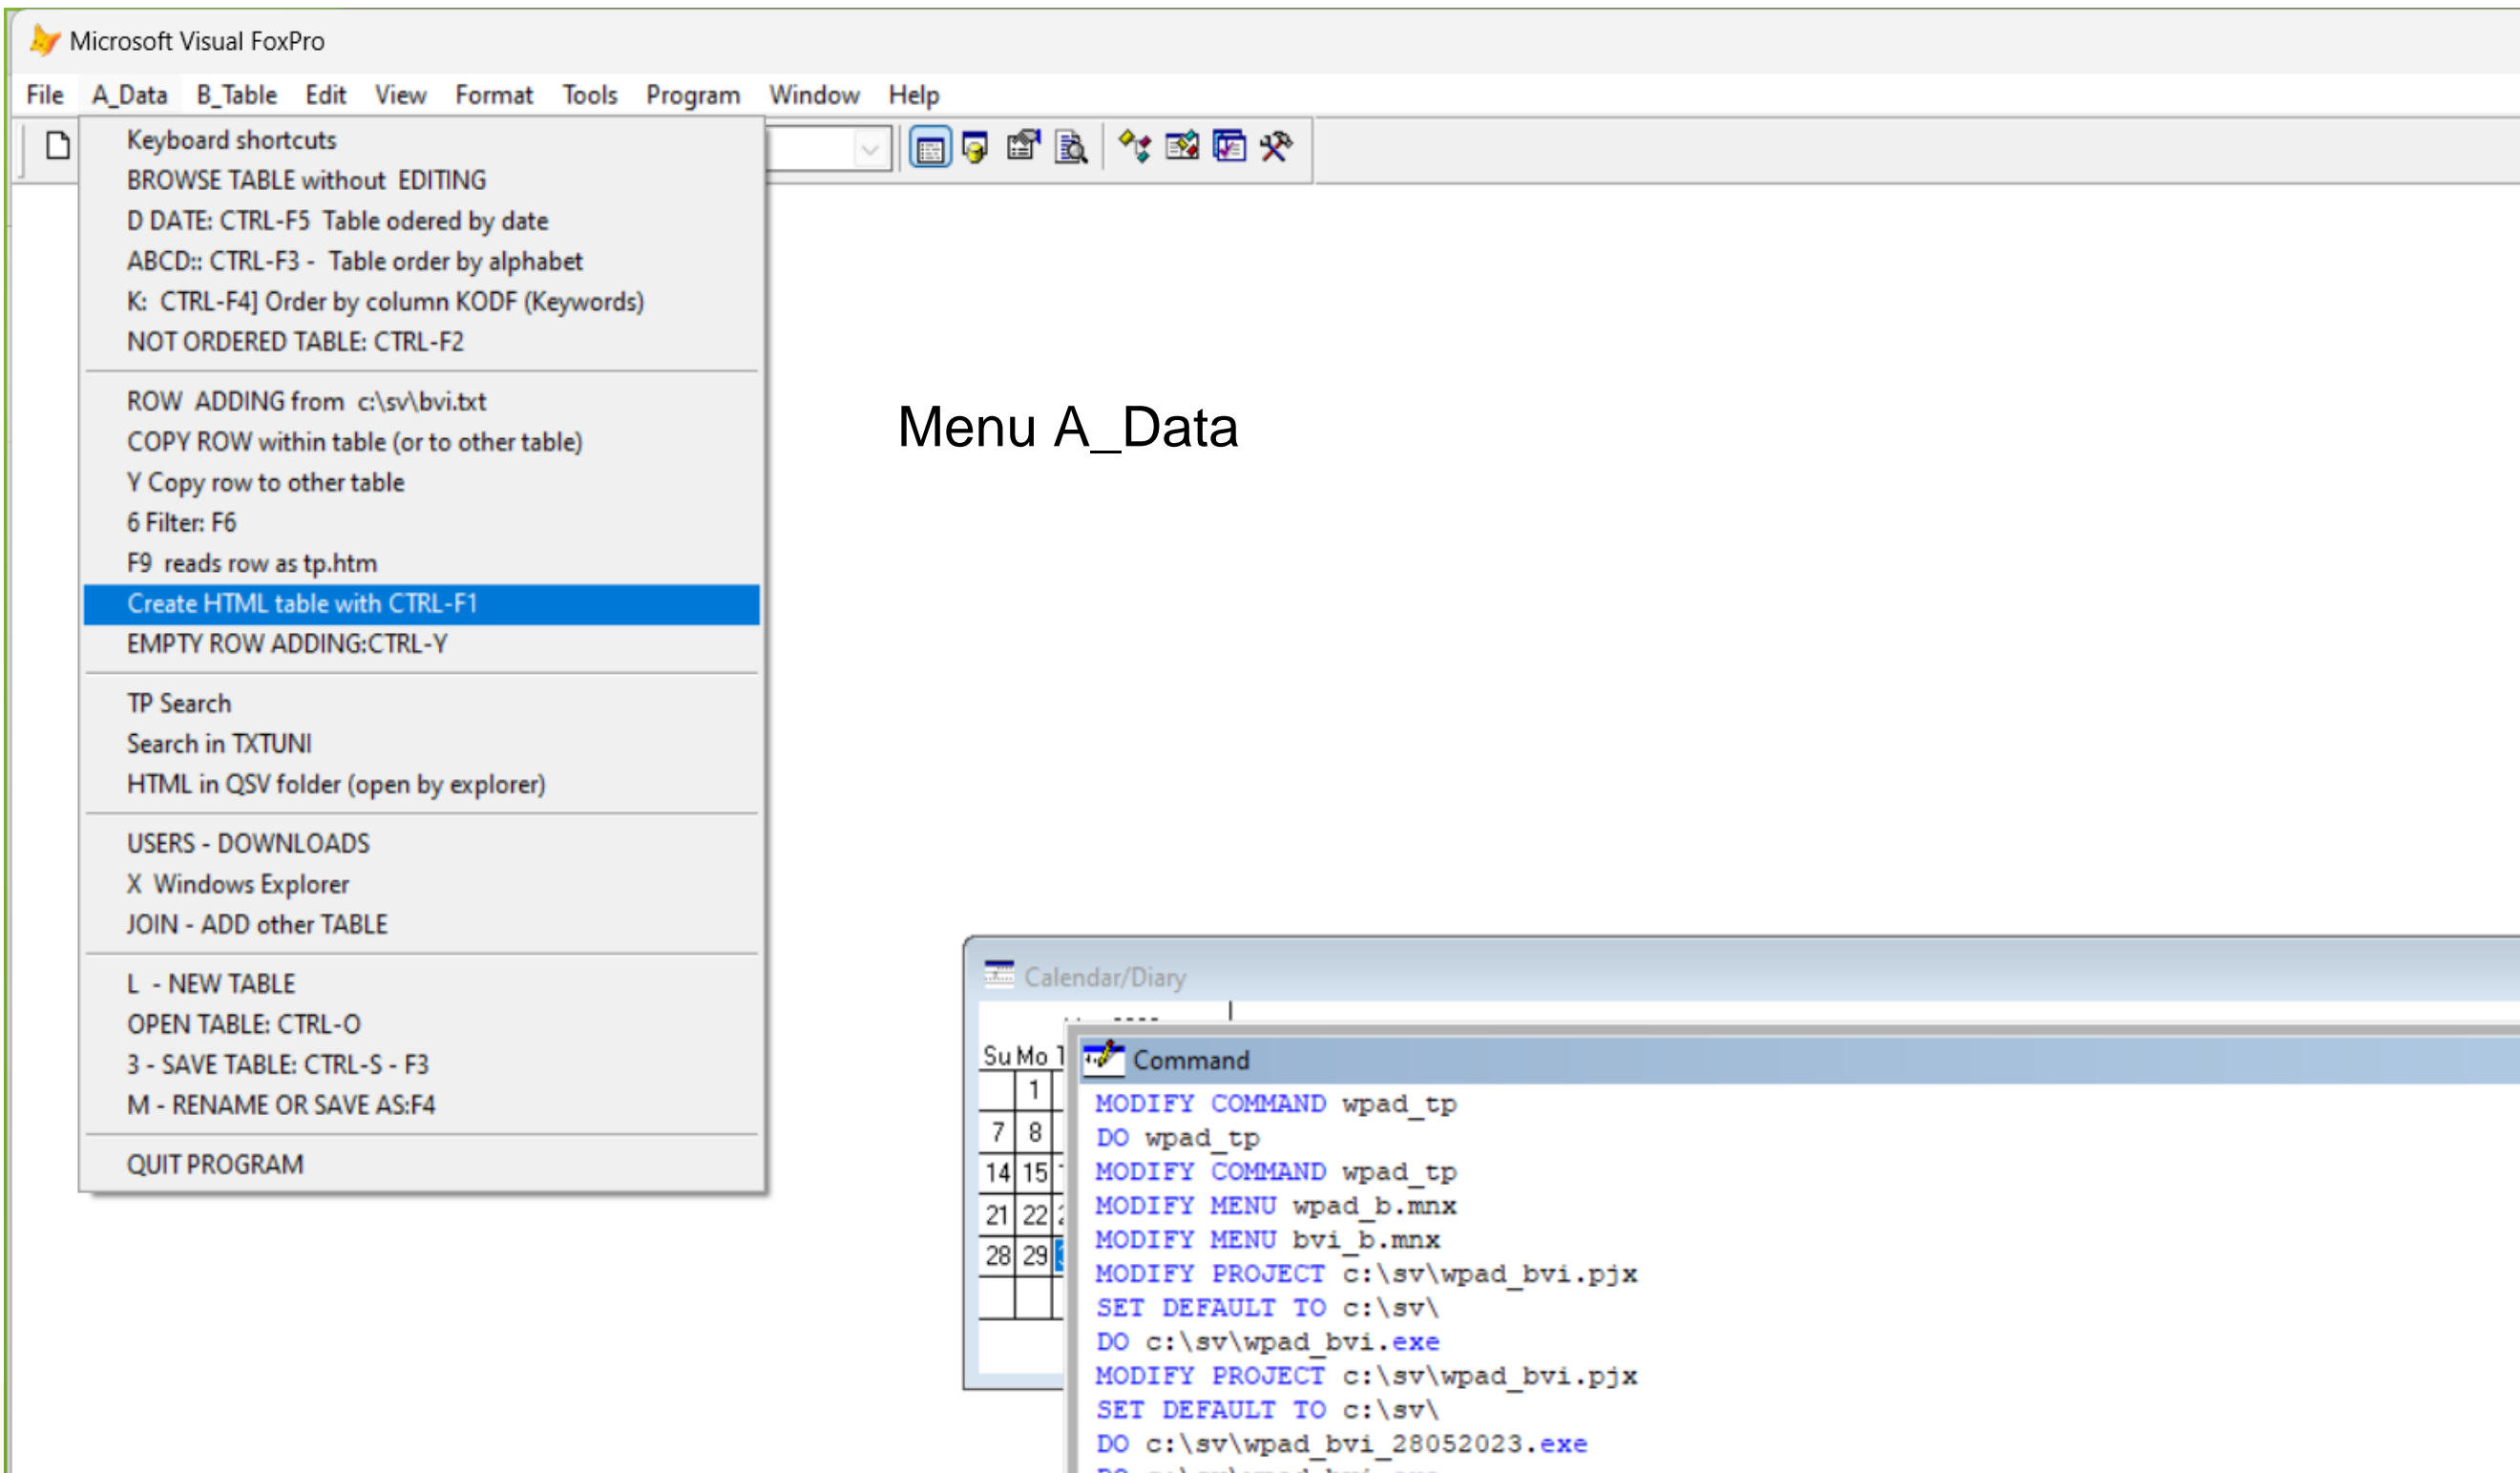 Microsoft Visual FoxPro
File A_Data B_Table Edit View Format Tools Program Window Help
Keyboard shortcuts
BROWSE TABLE without EDITING
D DATE: CTRL-F5 Table odered by date
ABCD:: CTRL-F3 - Table order by alphabet
K: CTRL-F4] Order by column KODF (Keywords)
NOT ORDERED TABLE: CTRL-F2
ROW ADDING from c:\sv\bvi.txt
COPY ROW within table (or to other table)
Y Copy row to other table
6 Filter: F6
F9 reads row as tp.htm
Create HTML table with CTRL-F1
EMPTY ROW ADDING:CTRL-Y
TP Search
Search in TXTUNI
HTML in QSV folder (open by explorer)
USERS - DOWNLOADS
X Windows Explorer
JOIN - ADD other TABLE
L - NEW TABLE
OPEN TABLE: CTRL-O
3 - SAVE TABLE: CTRL-S - F3
M - RENAME OR SAVE AS:F4
QUIT PROGRAM
Menu A_Data
Calendar/Diary
Su Mo
1
7 8
14 15
21 22
28 29
Command
MODIFY COMMAND wpad_tp
DO wpad_tp
MODIFY COMMAND wpad_tp
MODIFY MENU wpad_b.mnx
MODIFY MENU bvi_b.mnx
MODIFY PROJECT c:\sv\wpad_bvi.pjx
SET DEFAULT TO c:\sv\
DO c:\sv\wpad_bvi.exe
MODIFY PROJECT c:\sv\wpad_bvi.pjx
SET DEFAULT TO c:\sv\
DO c:\sv\wpad_bvi_28052023.exe